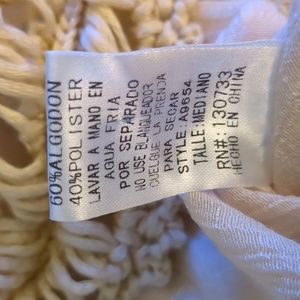 60%ALGODON
40%POLISTER
LAVAR A MANO EN
AGUA FRIA
POR SEPARADO
NO USE BLANQUEADOR
CUELGUE LA PRENDA
PARA SECAR
STYLE A9654
TALLE.MEDIANO
RN#:130733
HECHO EN CHINA